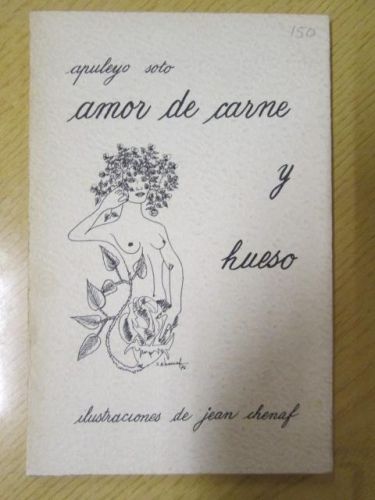 150
apuleyo soto
amor de carne
y
hueso
ilustraciones de jean chenaf